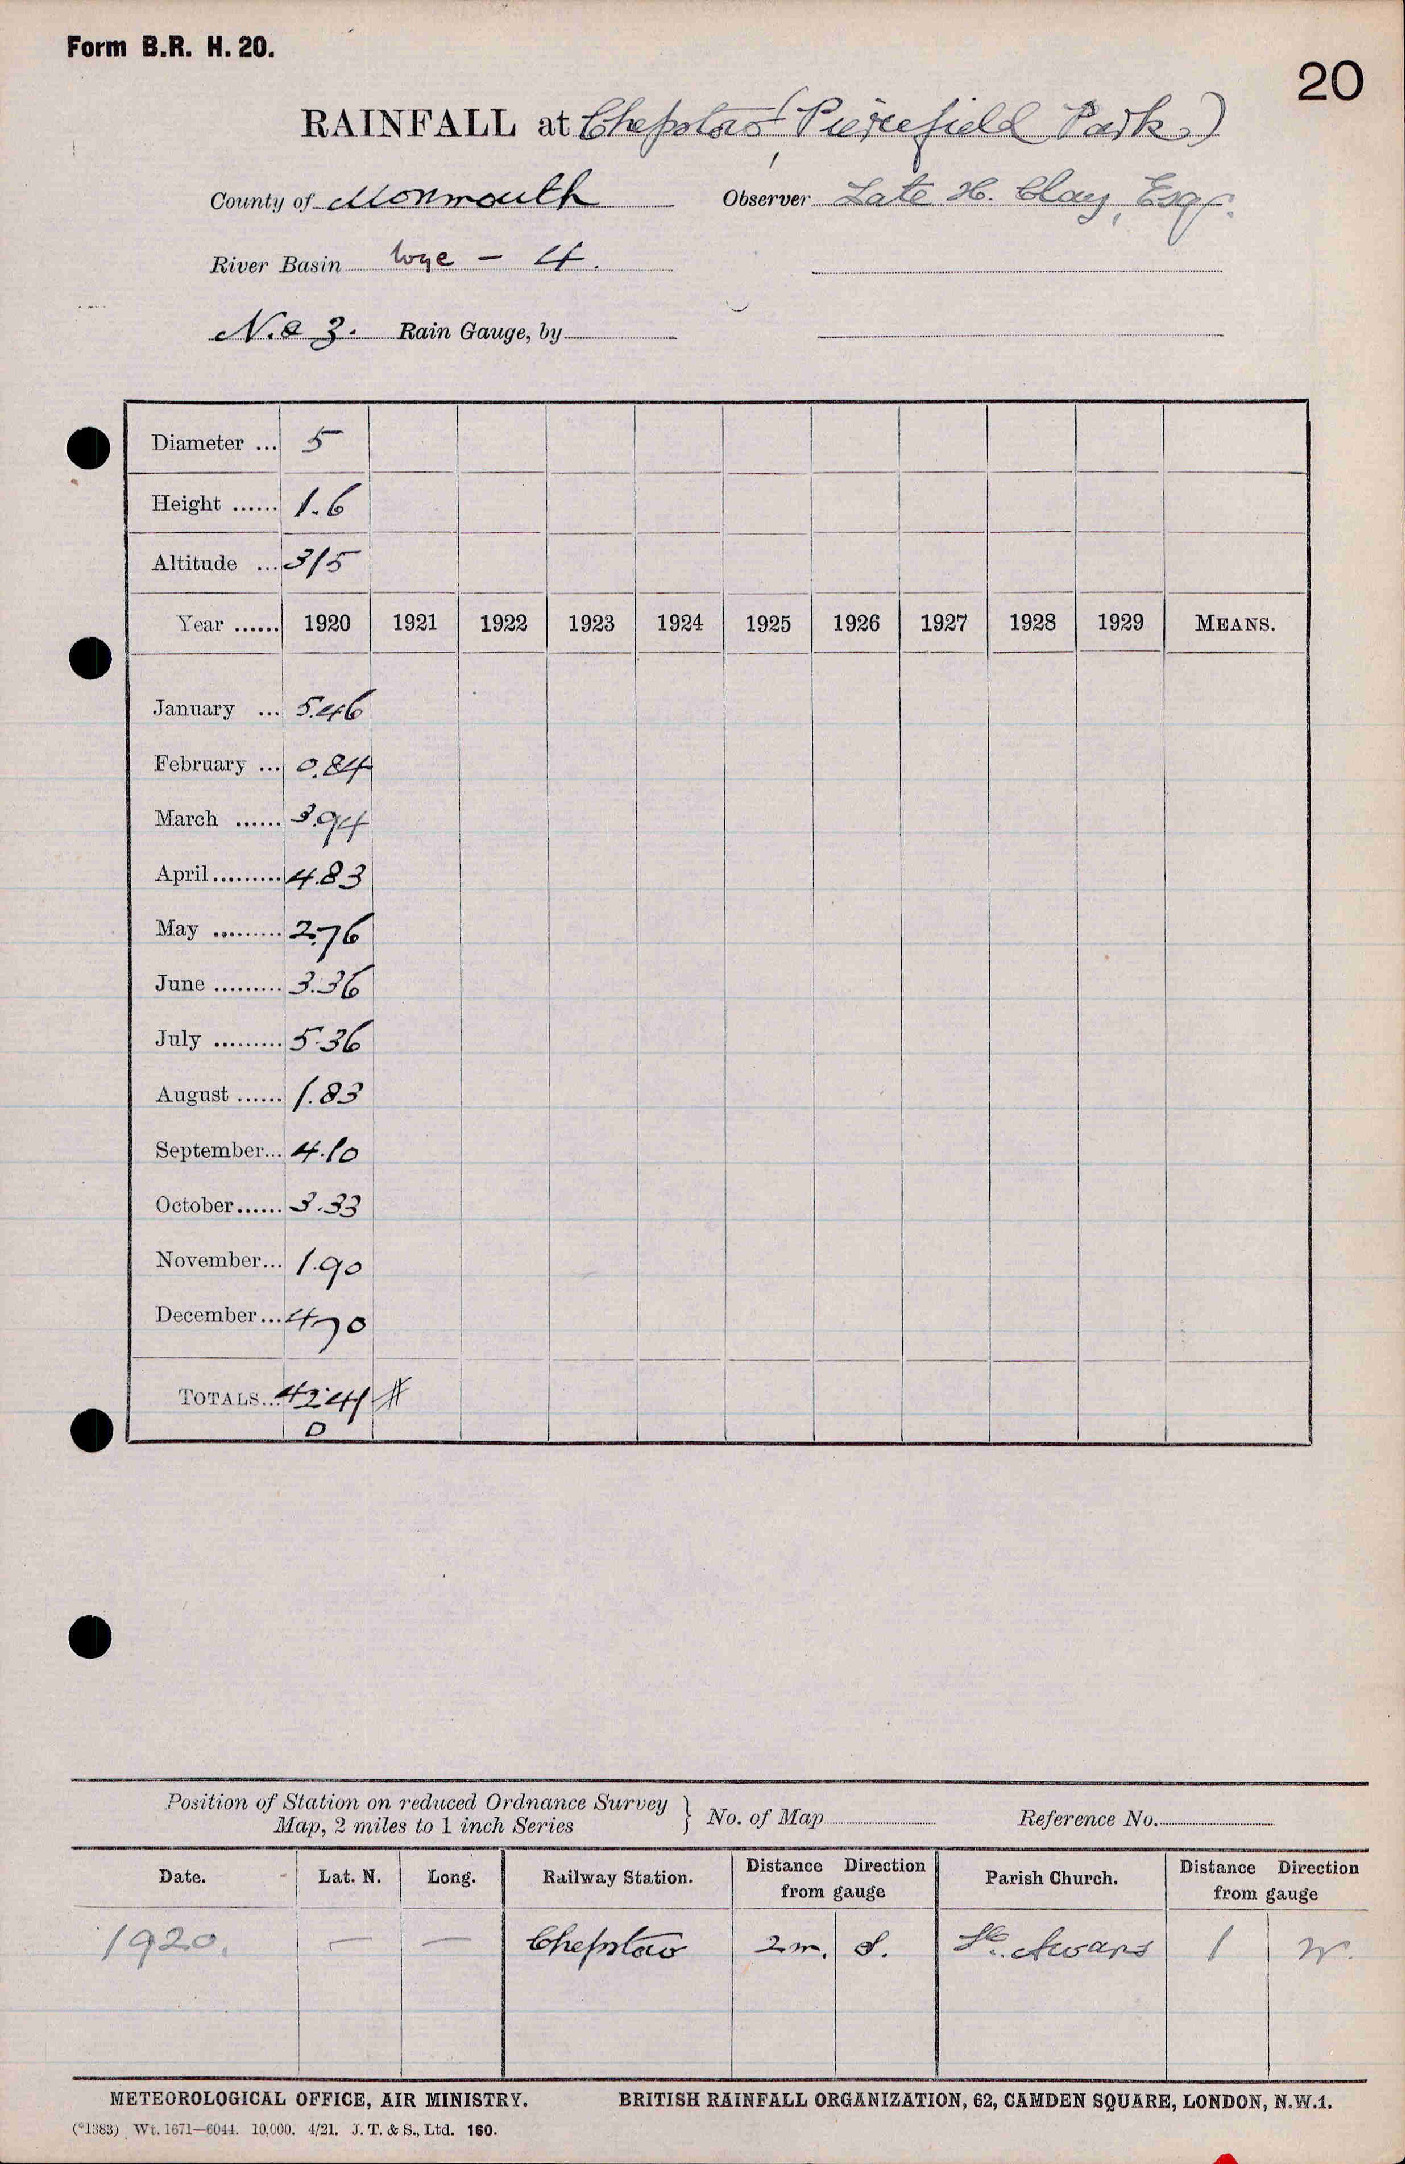 Form B.R. H. 20.
20
RAINFALL at Chepstow (Piercefield Park.)
County of Monmouth Observer Late H. Clay, Esqr.
River Basin Wye – 4.
No 3. Rain Gauge, by
Diameter ... 5
Height ...... 1.6
Altitude ... 315
Year ...... 1920 1921 1922 1923 1924 1925 1926 1927 1928 1929 MEANS.
January ... 5.46
February ... 0.84
March ...... 3.94
April ......... 4.83
May ......... 2.76
June ......... 3.36
July ......... 5.36
August ...... 1.83
September... 4.10
October...... 3.33
November... 1.90
December... 4.70
TOTALS... 42.41 #
D
Position of Station on reduced Ordnance Survey Map, 2 miles to 1 inch Series } No. of Map Reference No.
Date. Lat. N. Long. Railway Station. Distance Direction from gauge Parish Church. Distance Direction from gauge
1920. — — Chepstow 2 m. S. St. Arvans 1 W.
METEOROLOGICAL OFFICE, AIR MINISTRY. BRITISH RAINFALL ORGANIZATION, 62, CAMDEN SQUARE, LONDON, N.W.1.
(*1383) Wt. 1671—6044. 10,000. 4/21. J. T. & S., Ltd. 160.